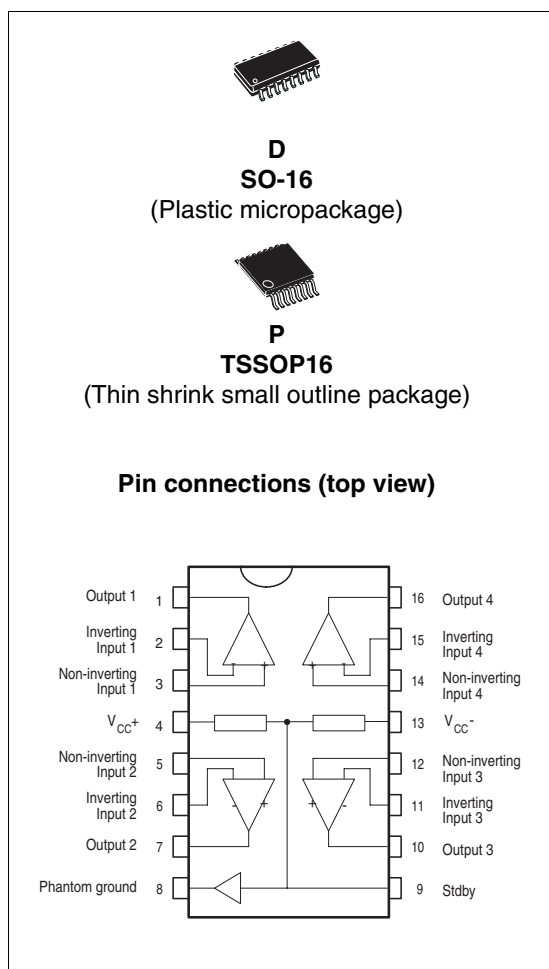 D
SO-16
(Plastic micropackage)
P
TSSOP16
(Thin shrink small outline package)
Pin connections (top view)
Output 1 1
Inverting
Input 1 2
Non-inverting
Input 1 3
VCC+ 4
Non-inverting
Input 2 5
Inverting
Input 2 6
Output 2 7
Phantom ground 8
16 Output 4
15 Inverting
Input 4
14 Non-inverting
Input 4
13 VCC-
12 Non-inverting
Input 3
11 Inverting
Input 3
10 Output 3
9 Stdby
- +
+ -
- +
+ -